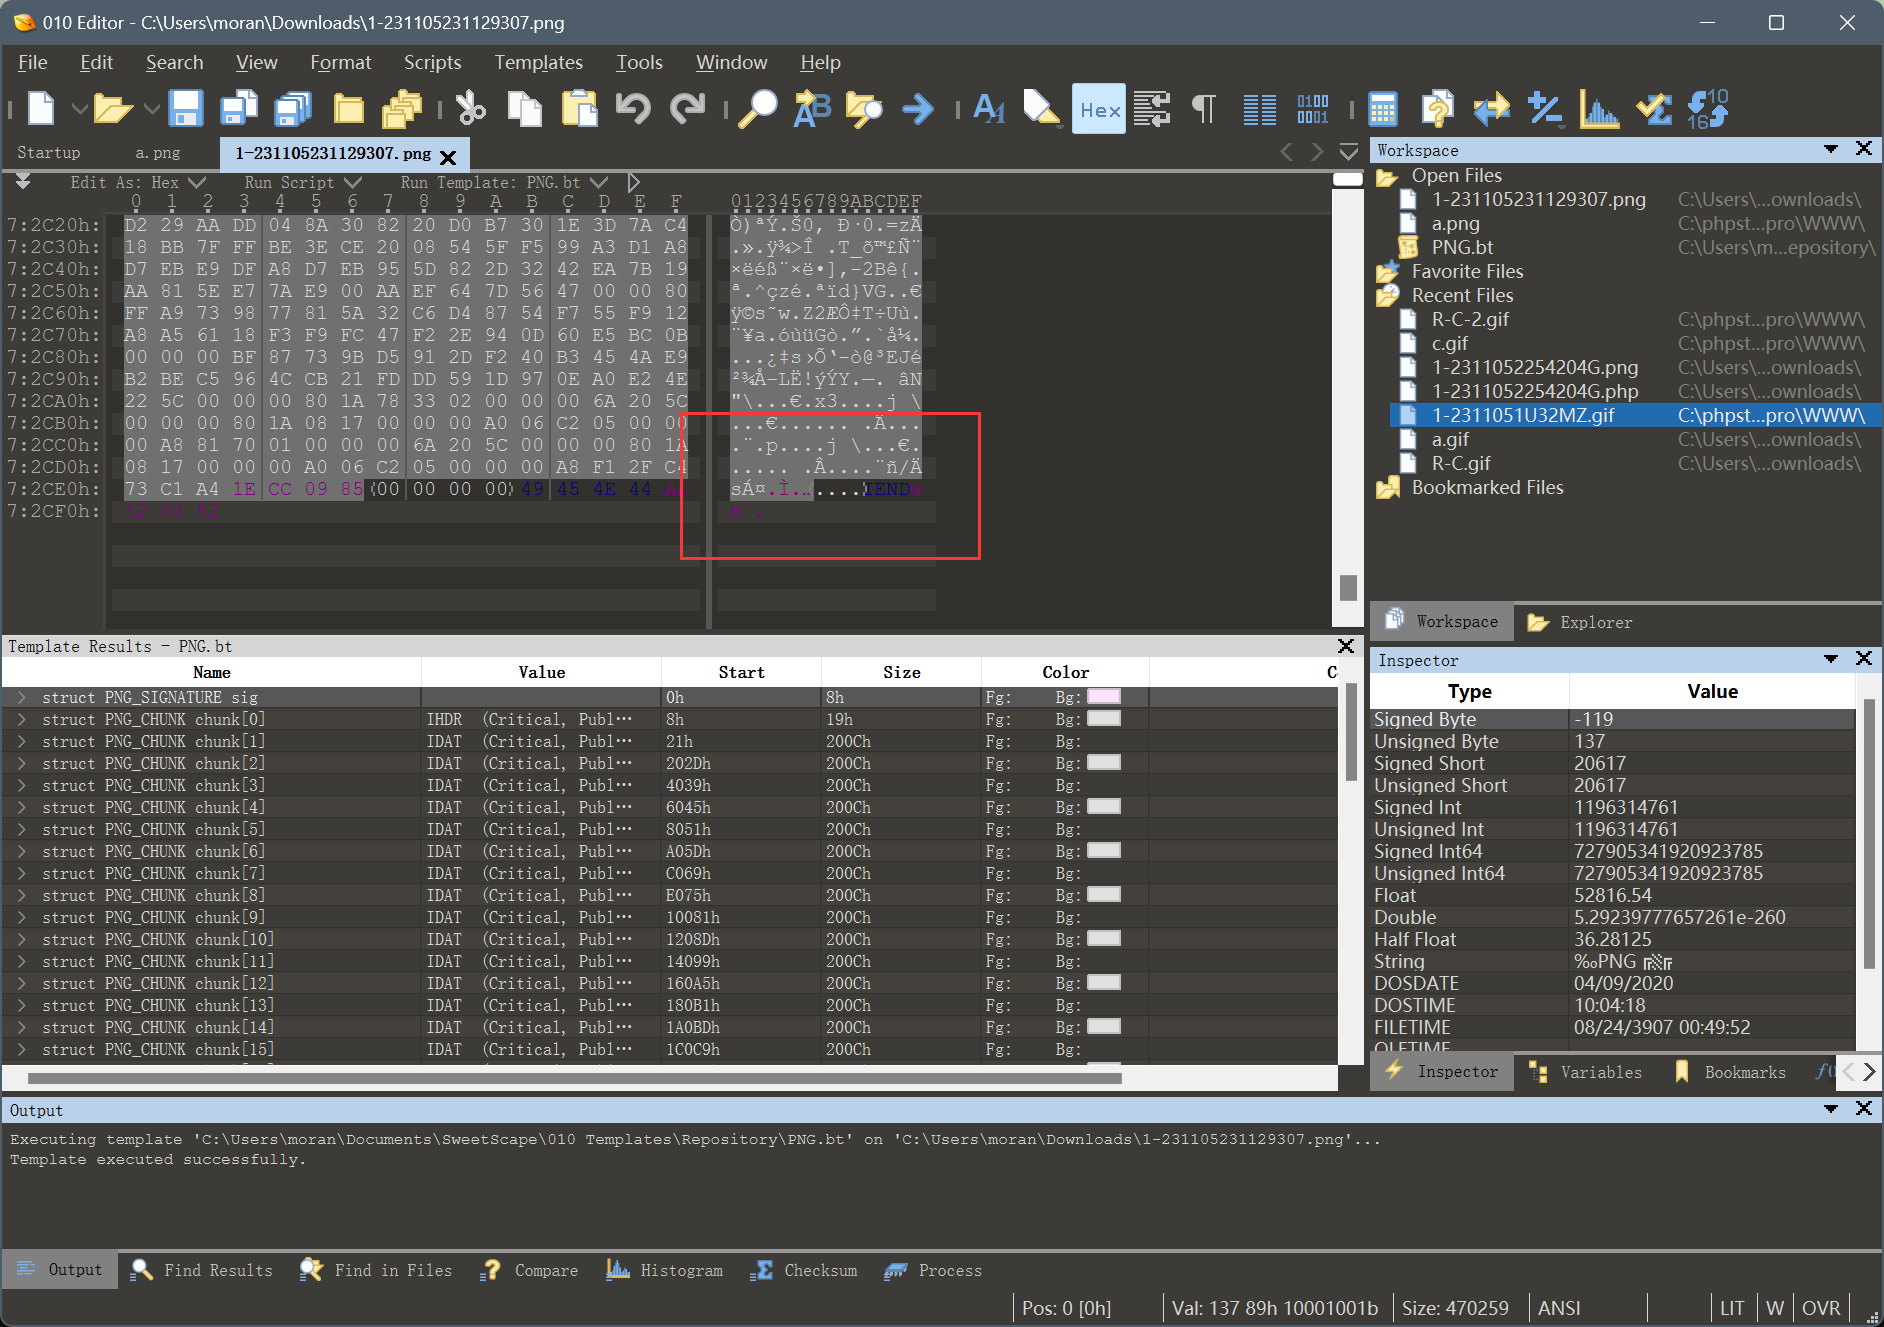 010 Editor - C:\Users\moran\Downloads\1-231105231129307.png
File Edit Search View Format Scripts Templates Tools Window Help
Hex
Startup a.png 1-231105231129307.png
Edit As: Hex Run Script Run Template: PNG.bt
0 1 2 3 4 5 6 7 8 9 A B C D E F 0123456789ABCDEF
7:2C20h: D2 29 AA DD 04 8A 30 82 20 D0 B7 30 1E 3D 7A C4 Ò)ªÝ.Š0‚ Ð·0.=zÄ
7:2C30h: 18 BB 7F FF BE 3E CE 20 08 54 5F F5 99 A3 D1 A8 .».ÿ¾>Î .T_õ™£Ñ¨
7:2C40h: D7 EB E9 DF A8 D7 EB 95 5D 82 2D 32 42 EA 7B 19 ×ëéß¨×ë•]‚-2Bê{.
7:2C50h: AA 81 5E E7 7A E9 00 AA EF 64 7D 56 47 00 00 80 ª.^çzé.ªïd}VG..€
7:2C60h: FF A9 73 98 77 81 5A 32 C6 D4 87 54 F7 55 F9 12 ÿ©s˜w.Z2ÆÔ‡T÷Uù.
7:2C70h: A8 A5 61 18 F3 F9 FC 47 F2 2E 94 0D 60 E5 BC 0B ¨¥a.óùüGò.”.`å¼.
7:2C80h: 00 00 00 BF 87 73 9B D5 91 2D F2 40 B3 45 4A E9 ...¿‡s›Õ‘-ò@³EJé
7:2C90h: B2 BE C5 96 4C CB 21 FD DD 59 1D 97 0E A0 E2 4E ²¾Å–LË!ýÝY.—. âN
7:2CA0h: 22 5C 00 00 00 80 1A 78 33 02 00 00 00 6A 20 5C "\...€.x3....j \
7:2CB0h: 00 00 00 80 1A 08 17 00 00 00 A0 06 C2 05 00 00 ...€...... .Â...
7:2CC0h: 00 A8 81 70 01 00 00 00 6A 20 5C 00 00 00 80 1A .¨.p....j \...€.
7:2CD0h: 08 17 00 00 00 A0 06 C2 05 00 00 00 A8 F1 2F C4 ..... .Â....¨ñ/Ä
7:2CE0h: 73 C1 A4 1E CC 09 85 00 00 00 00 49 45 4E 44 AE sÁ¤.Ì.…....IEND®
7:2CF0h: 42 60 82 B`‚
Workspace
Open Files
1-231105231129307.png C:\Users\...ownloads\
a.png C:\phpst...pro\WWW\
PNG.bt C:\Users\m...epository\
Favorite Files
Recent Files
R-C-2.gif C:\phpst...pro\WWW\
c.gif C:\phpst...pro\WWW\
1-2311052254204G.png C:\Users\...ownloads\
1-2311052254204G.php C:\Users\...ownloads\
1-2311051U32MZ.gif C:\phpst...pro\WWW\
a.gif C:\Users\...ownloads\
R-C.gif C:\Users\...ownloads\
Bookmarked Files
Workspace Explorer
Template Results - PNG.bt
Name Value Start Size Color C
struct PNG_SIGNATURE sig 0h 8h Fg: Bg:
struct PNG_CHUNK chunk[0] IHDR (Critical, Publ... 8h 19h Fg: Bg:
struct PNG_CHUNK chunk[1] IDAT (Critical, Publ... 21h 200Ch Fg: Bg:
struct PNG_CHUNK chunk[2] IDAT (Critical, Publ... 202Dh 200Ch Fg: Bg:
struct PNG_CHUNK chunk[3] IDAT (Critical, Publ... 4039h 200Ch Fg: Bg:
struct PNG_CHUNK chunk[4] IDAT (Critical, Publ... 6045h 200Ch Fg: Bg:
struct PNG_CHUNK chunk[5] IDAT (Critical, Publ... 8051h 200Ch Fg: Bg:
struct PNG_CHUNK chunk[6] IDAT (Critical, Publ... A05Dh 200Ch Fg: Bg:
struct PNG_CHUNK chunk[7] IDAT (Critical, Publ... C069h 200Ch Fg: Bg:
struct PNG_CHUNK chunk[8] IDAT (Critical, Publ... E075h 200Ch Fg: Bg:
struct PNG_CHUNK chunk[9] IDAT (Critical, Publ... 10081h 200Ch Fg: Bg:
struct PNG_CHUNK chunk[10] IDAT (Critical, Publ... 1208Dh 200Ch Fg: Bg:
struct PNG_CHUNK chunk[11] IDAT (Critical, Publ... 14099h 200Ch Fg: Bg:
struct PNG_CHUNK chunk[12] IDAT (Critical, Publ... 160A5h 200Ch Fg: Bg:
struct PNG_CHUNK chunk[13] IDAT (Critical, Publ... 180B1h 200Ch Fg: Bg:
struct PNG_CHUNK chunk[14] IDAT (Critical, Publ... 1A0BDh 200Ch Fg: Bg:
struct PNG_CHUNK chunk[15] IDAT (Critical, Publ... 1C0C9h 200Ch Fg: Bg:
Inspector
Type Value
Signed Byte -119
Unsigned Byte 137
Signed Short 20617
Unsigned Short 20617
Signed Int 1196314761
Unsigned Int 1196314761
Signed Int64 727905341920923785
Unsigned Int64 727905341920923785
Float 52816.54
Double 5.29239777657261e-260
Half Float 36.28125
String ‰PNG
DOSDATE 04/09/2020
DOSTIME 10:04:18
FILETIME 08/24/3907 00:49:52
OLETIME
Inspector Variables Bookmarks
Output
Executing template 'C:\Users\moran\Documents\SweetScape\010 Templates\Repository\PNG.bt' on 'C:\Users\moran\Downloads\1-231105231129307.png'...
Template executed successfully.
Output Find Results Find in Files Compare Histogram Checksum Process
Pos: 0 [0h] Val: 137 89h 10001001b Size: 470259 ANSI LIT W OVR